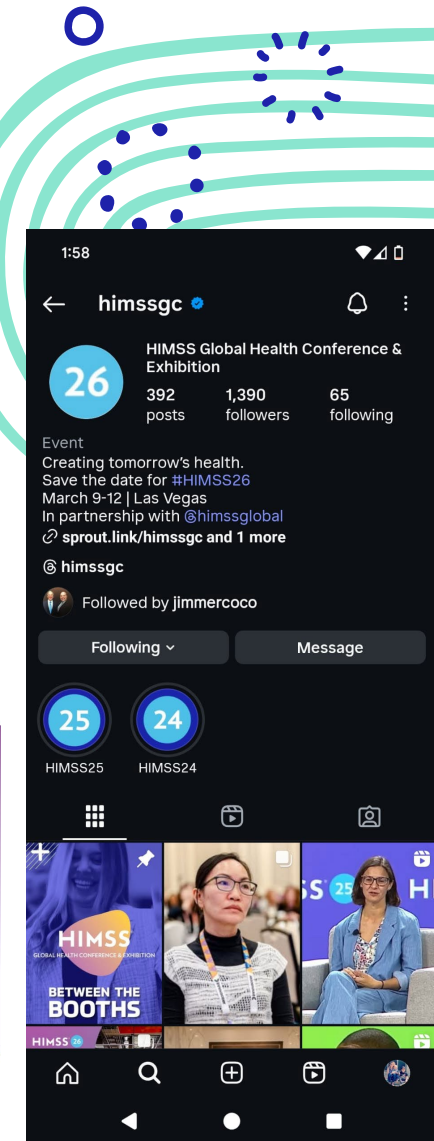 1:58
himssgc
26
HIMSS Global Health Conference &
Exhibition
392
posts
1,390
followers
65
following
Event
Creating tomorrow's health.
Save the date for #HIMSS26
March 9-12 | Las Vegas
In partnership with @himssglobal
sprout.link/himssgc and 1 more
himssgc
Followed by jimmercoco
Following
Message
25
HIMSS25
24
HIMSS24
HIMSS
GLOBAL HEALTH CONFERENCE & EXHIBITION
BETWEEN THE
BOOTHS
SS 25 H
HIMSS 26